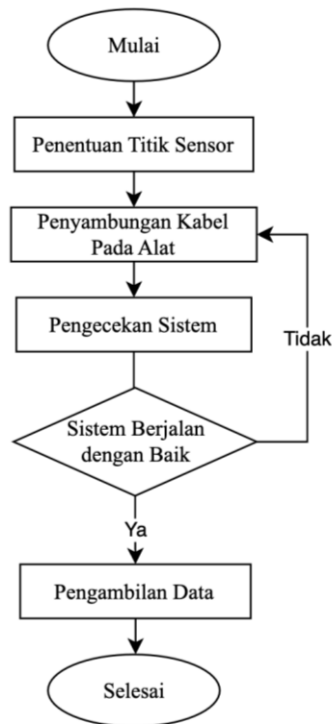 Mulai
Penentuan Titik Sensor
Penyambungan Kabel
Pada Alat
Pengecekan Sistem
Tidak
Sistem Berjalan
dengan Baik
Ya
Pengambilan Data
Selesai